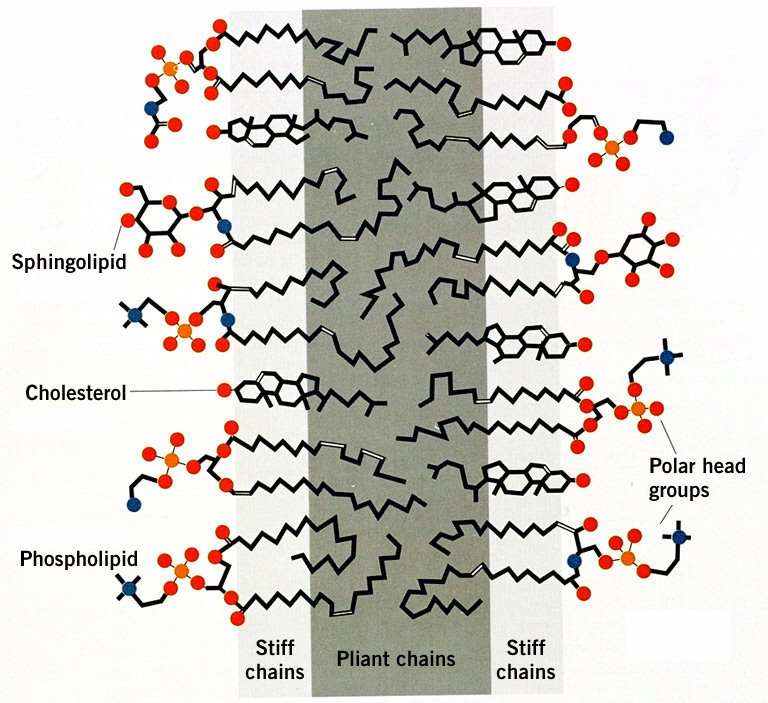 Sphingolipid
Cholesterol
Polar head
groups
Phospholipid
Stiff
chains
Pliant chains
Stiff
chains